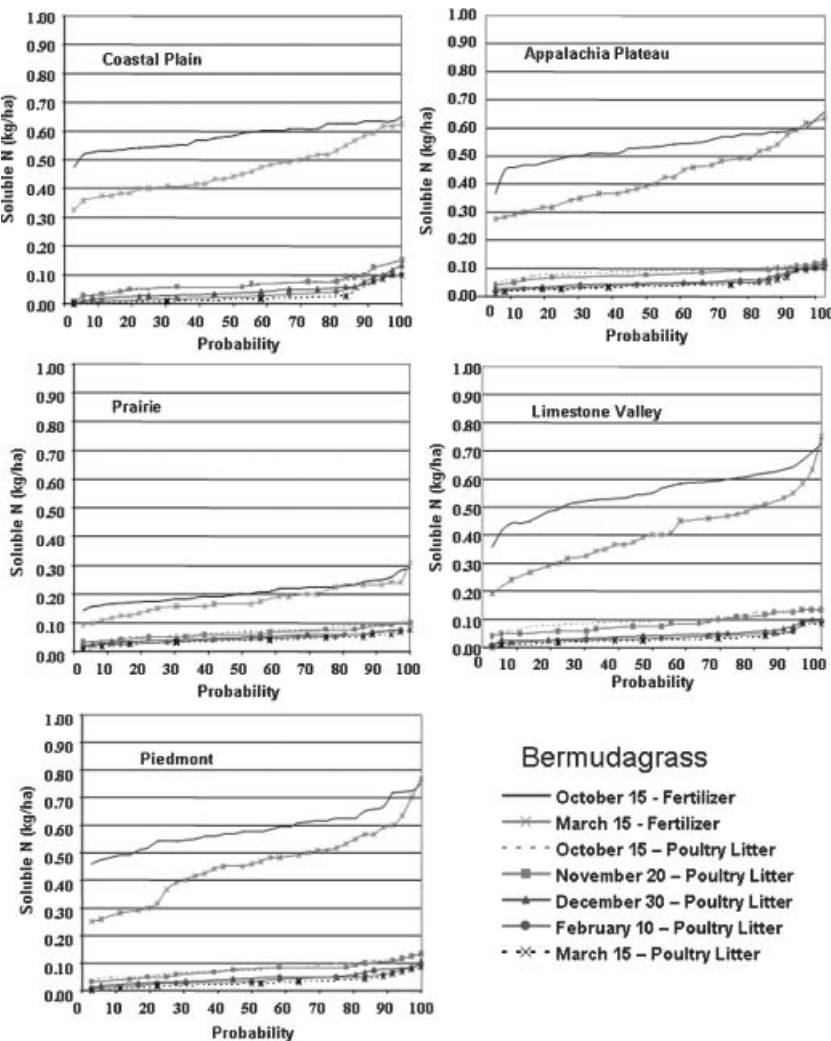 Coastal Plain
Soluble N (kg/ha)
1.00
0.90
0.80
0.70
0.60
0.50
0.40
0.30
0.20
0.10
0.00
0 10 20 30 40 50 60 70 80 90 100
Probability
Appalachia Plateau
Soluble N (kg/ha)
1.00
0.90
0.80
0.70
0.60
0.50
0.40
0.30
0.20
0.10
0.00
0 10 20 30 40 50 60 70 80 90 100
Probability
Prairie
Soluble N (kg/ha)
1.00
0.90
0.80
0.70
0.60
0.50
0.40
0.30
0.20
0.10
0.00
0 10 20 30 40 50 60 70 80 90 100
Probability
Limestone Valley
Soluble N (kg/ha)
1.00
0.90
0.80
0.70
0.60
0.50
0.40
0.30
0.20
0.10
0.00
0 10 20 30 40 50 60 70 80 90 100
Probability
Piedmont
Soluble N (kg/ha)
1.00
0.90
0.80
0.70
0.60
0.50
0.40
0.30
0.20
0.10
0.00
0 10 20 30 40 50 60 70 80 90 100
Probability
Bermudagrass
October 15 - Fertilizer
March 15 - Fertilizer
October 15 – Poultry Litter
November 20 – Poultry Litter
December 30 – Poultry Litter
February 10 – Poultry Litter
March 15 – Poultry Litter